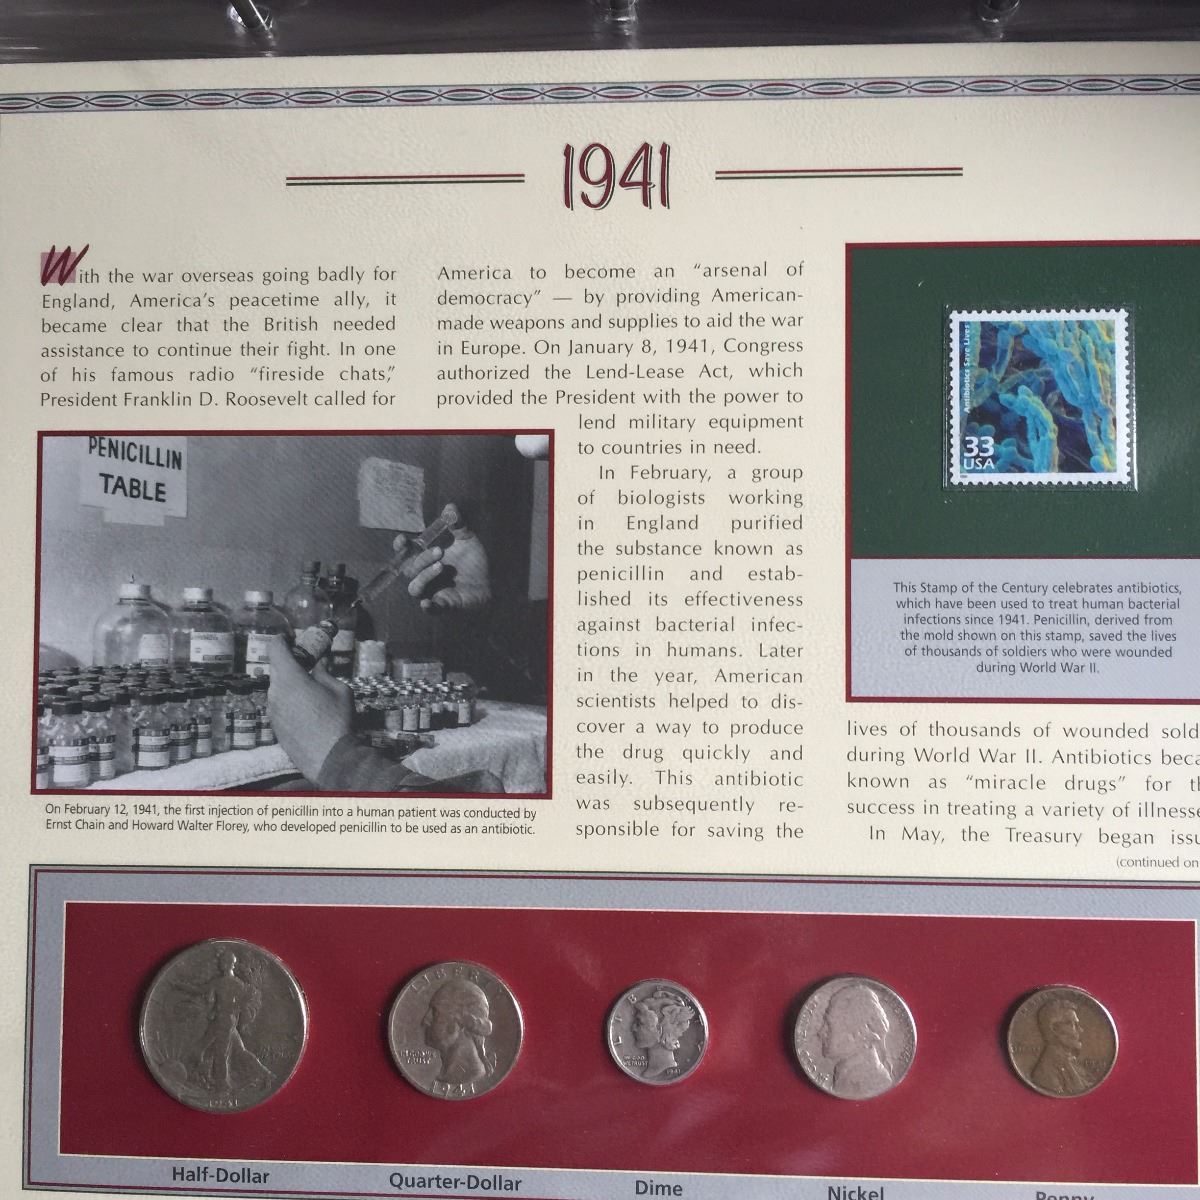 1941
With the war overseas going badly for
England, America's peacetime ally, it
became clear that the British needed
assistance to continue their fight. In one
of his famous radio "fireside chats,"
President Franklin D. Roosevelt called for
America to become an "arsenal of
democracy" — by providing American-
made weapons and supplies to aid the war
in Europe. On January 8, 1941, Congress
authorized the Lend-Lease Act, which
provided the President with the power to
lend military equipment
to countries in need.
In February, a group
of biologists working
in England purified
the substance known as
penicillin and estab-
lished its effectiveness
against bacterial infec-
tions in humans. Later
in the year, American
scientists helped to dis-
cover a way to produce
the drug quickly and
easily. This antibiotic
was subsequently re-
sponsible for saving the
PENICILLIN
TABLE
On February 12, 1941, the first injection of penicillin into a human patient was conducted by
Ernst Chain and Howard Walter Florey, who developed penicillin to be used as an antibiotic.
Antibiotics Save Lives
33
USA
This Stamp of the Century celebrates antibiotics,
which have been used to treat human bacterial
infections since 1941. Penicillin, derived from
the mold shown on this stamp, saved the lives
of thousands of soldiers who were wounded
during World War II.
lives of thousands of wounded sold
during World War II. Antibiotics beca
known as "miracle drugs" for th
success in treating a variety of illnesse
In May, the Treasury began issu
(continued on
1941
LIBERTY
IN GOD WE
TRUST
1941
IN GOD
WE TRUST
1941
Half-Dollar
Quarter-Dollar
Dime
Nickel
Penny